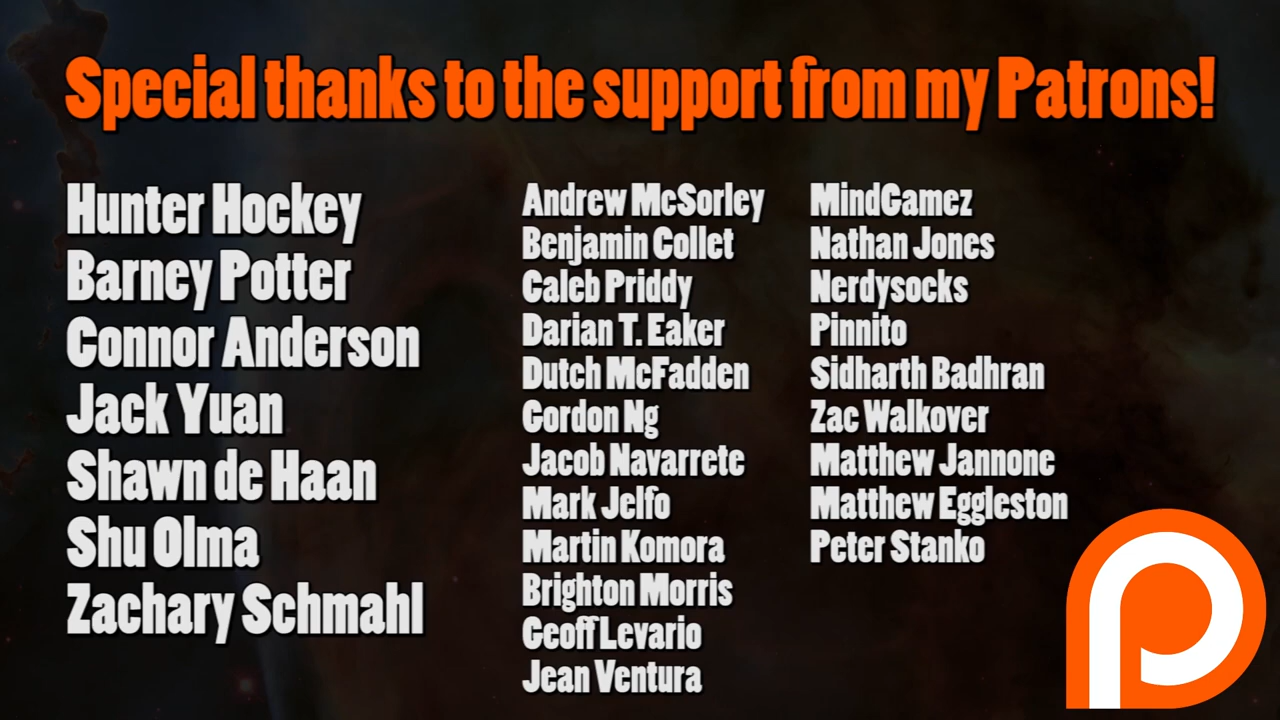 Special thanks to the support from my Patrons!
Hunter Hockey
Barney Potter
Connor Anderson
Jack Yuan
Shawn de Haan
Shu Olma
Zachary Schmahl
Andrew McSorley
Benjamin Collet
Caleb Priddy
Darian T. Eaker
Dutch McFadden
Gordon Ng
Jacob Navarrete
Mark Jelfo
Martin Komora
Brighton Morris
Geoff Levario
Jean Ventura
MindGamez
Nathan Jones
Nerdysocks
Pinnito
Sidharth Badhran
Zac Walkover
Matthew Jannone
Matthew Eggleston
Peter Stanko